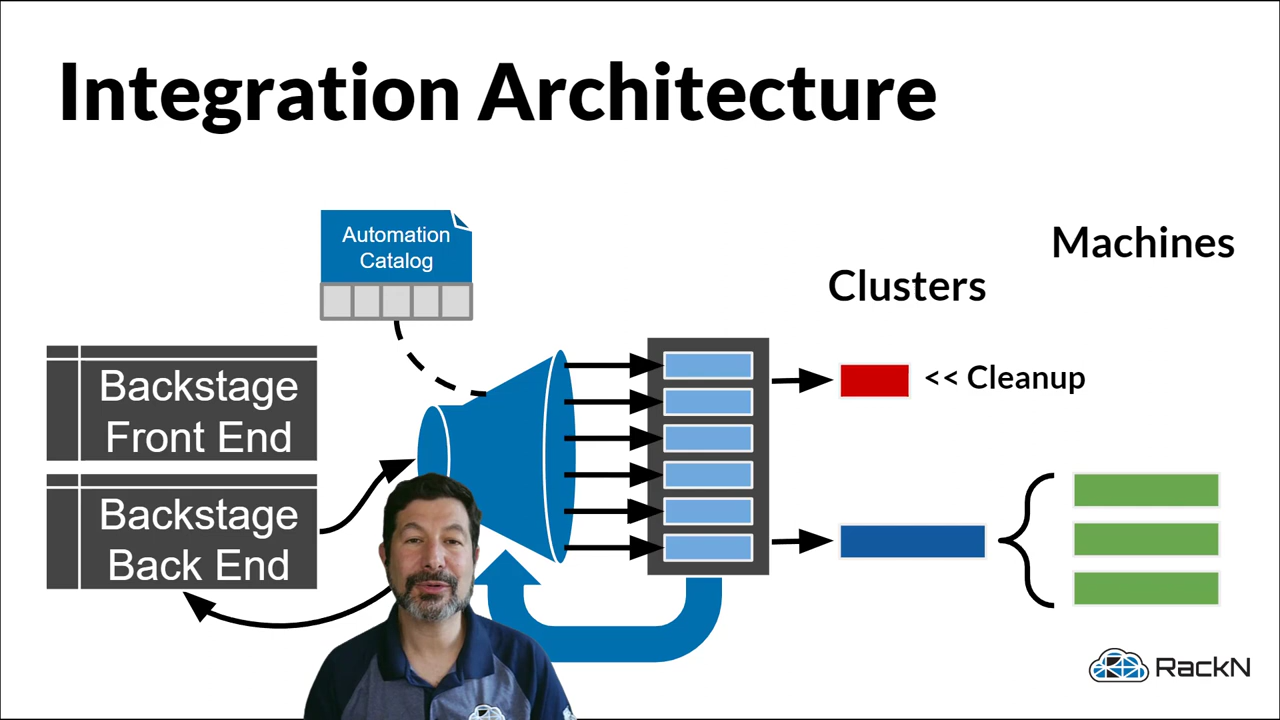 Integration Architecture
Automation
Catalog
Machines
Clusters
Backstage
Front End
<< Cleanup
Backstage
Back End
RackN